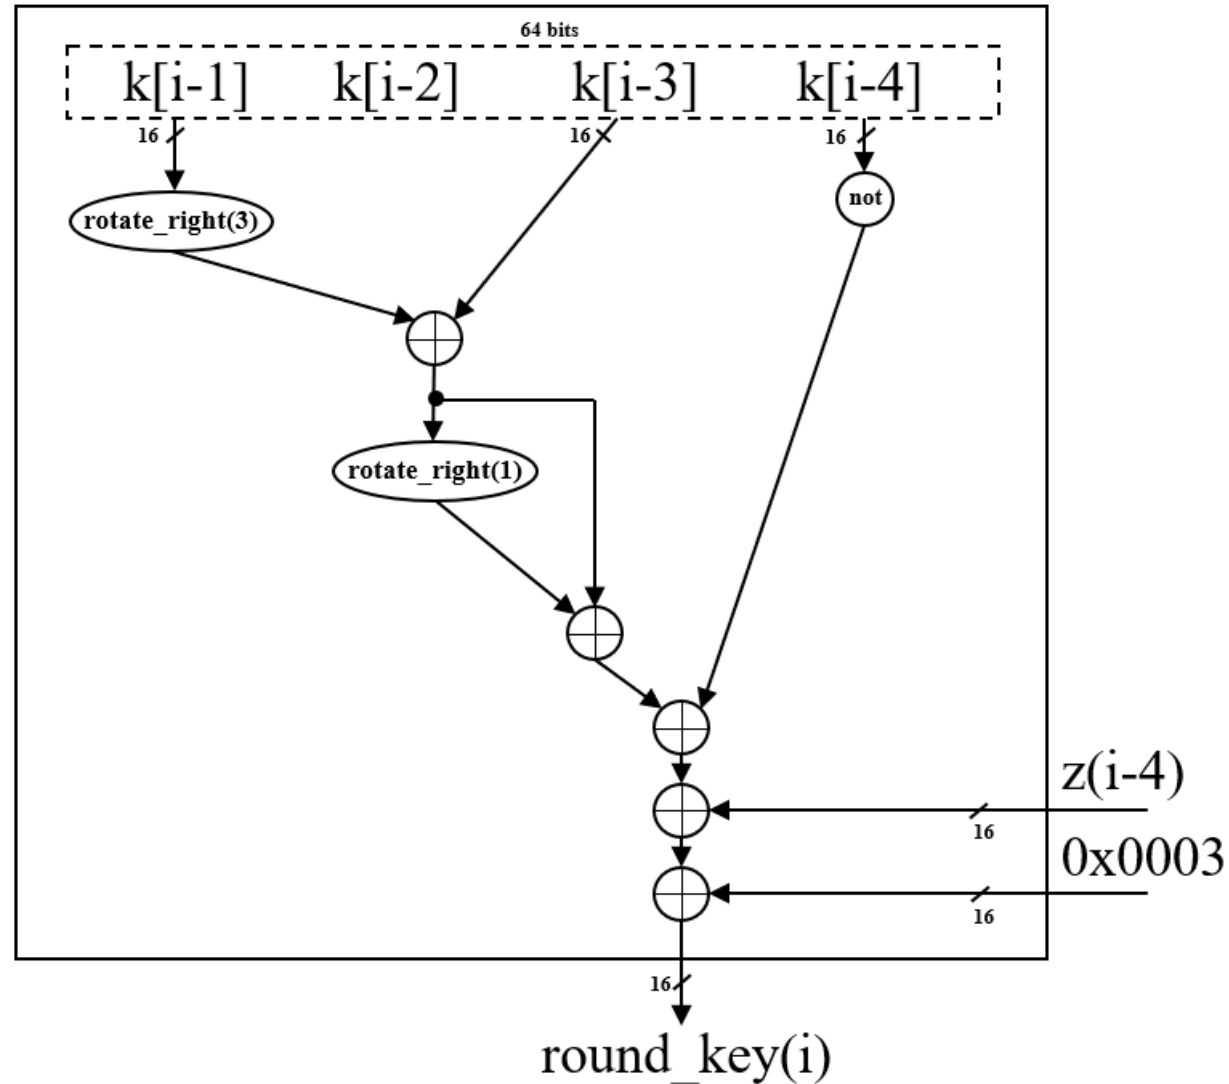 64 bits
k[i-1] k[i-2] k[i-3] k[i-4]
16 16 16
not
rotate_right(3)
rotate_right(1)
z(i-4)
16
0x0003
16
16
round_key(i)